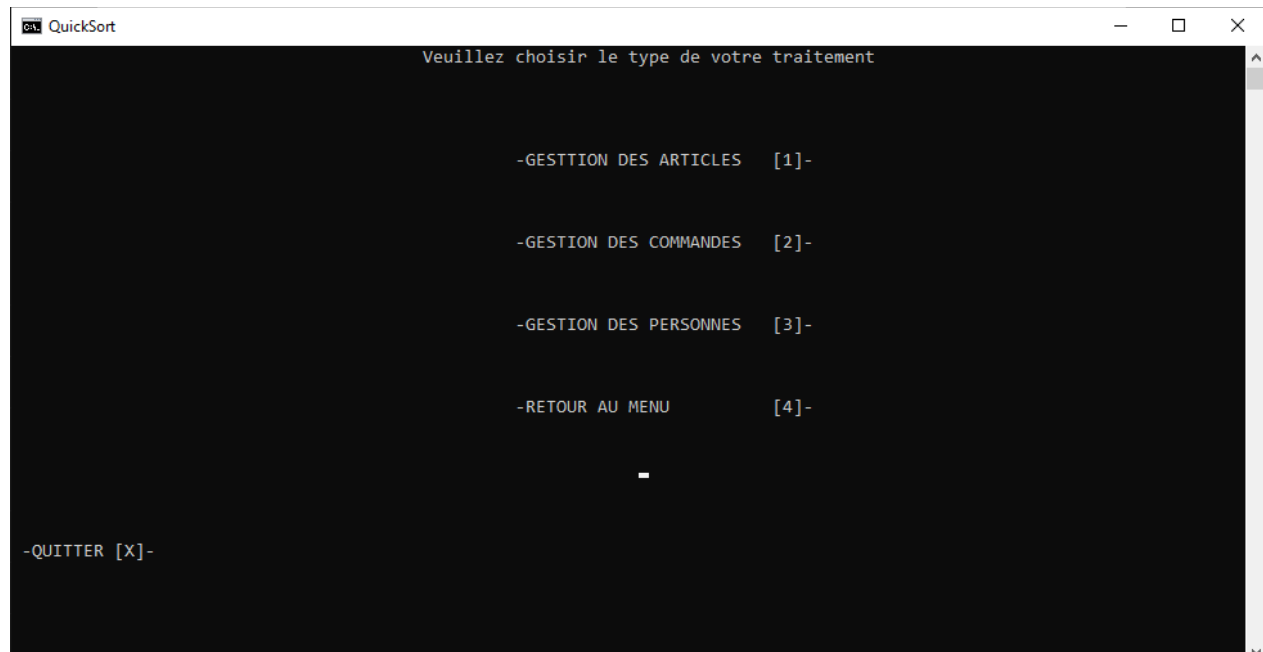 QuickSort
Veuillez choisir le type de votre traitement
-GESTTION DES ARTICLES [1]-
-GESTION DES COMMANDES [2]-
-GESTION DES PERSONNES [3]-
-RETOUR AU MENU [4]-
-QUITTER [X]-